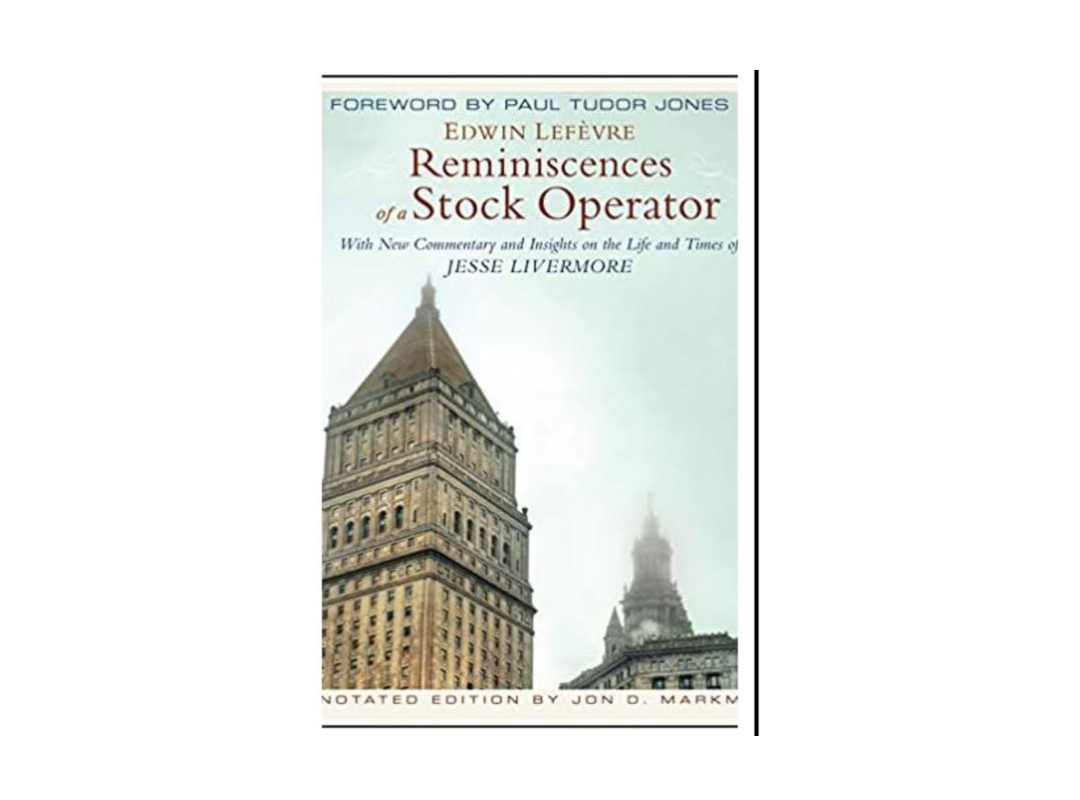 FOREWORD BY PAUL TUDOR JONES
EDWIN LEFÈVRE
Reminiscences
of a Stock Operator
With New Commentary and Insights on the Life and Times of
JESSE LIVERMORE
NOTATED EDITION BY JON D. MARKM